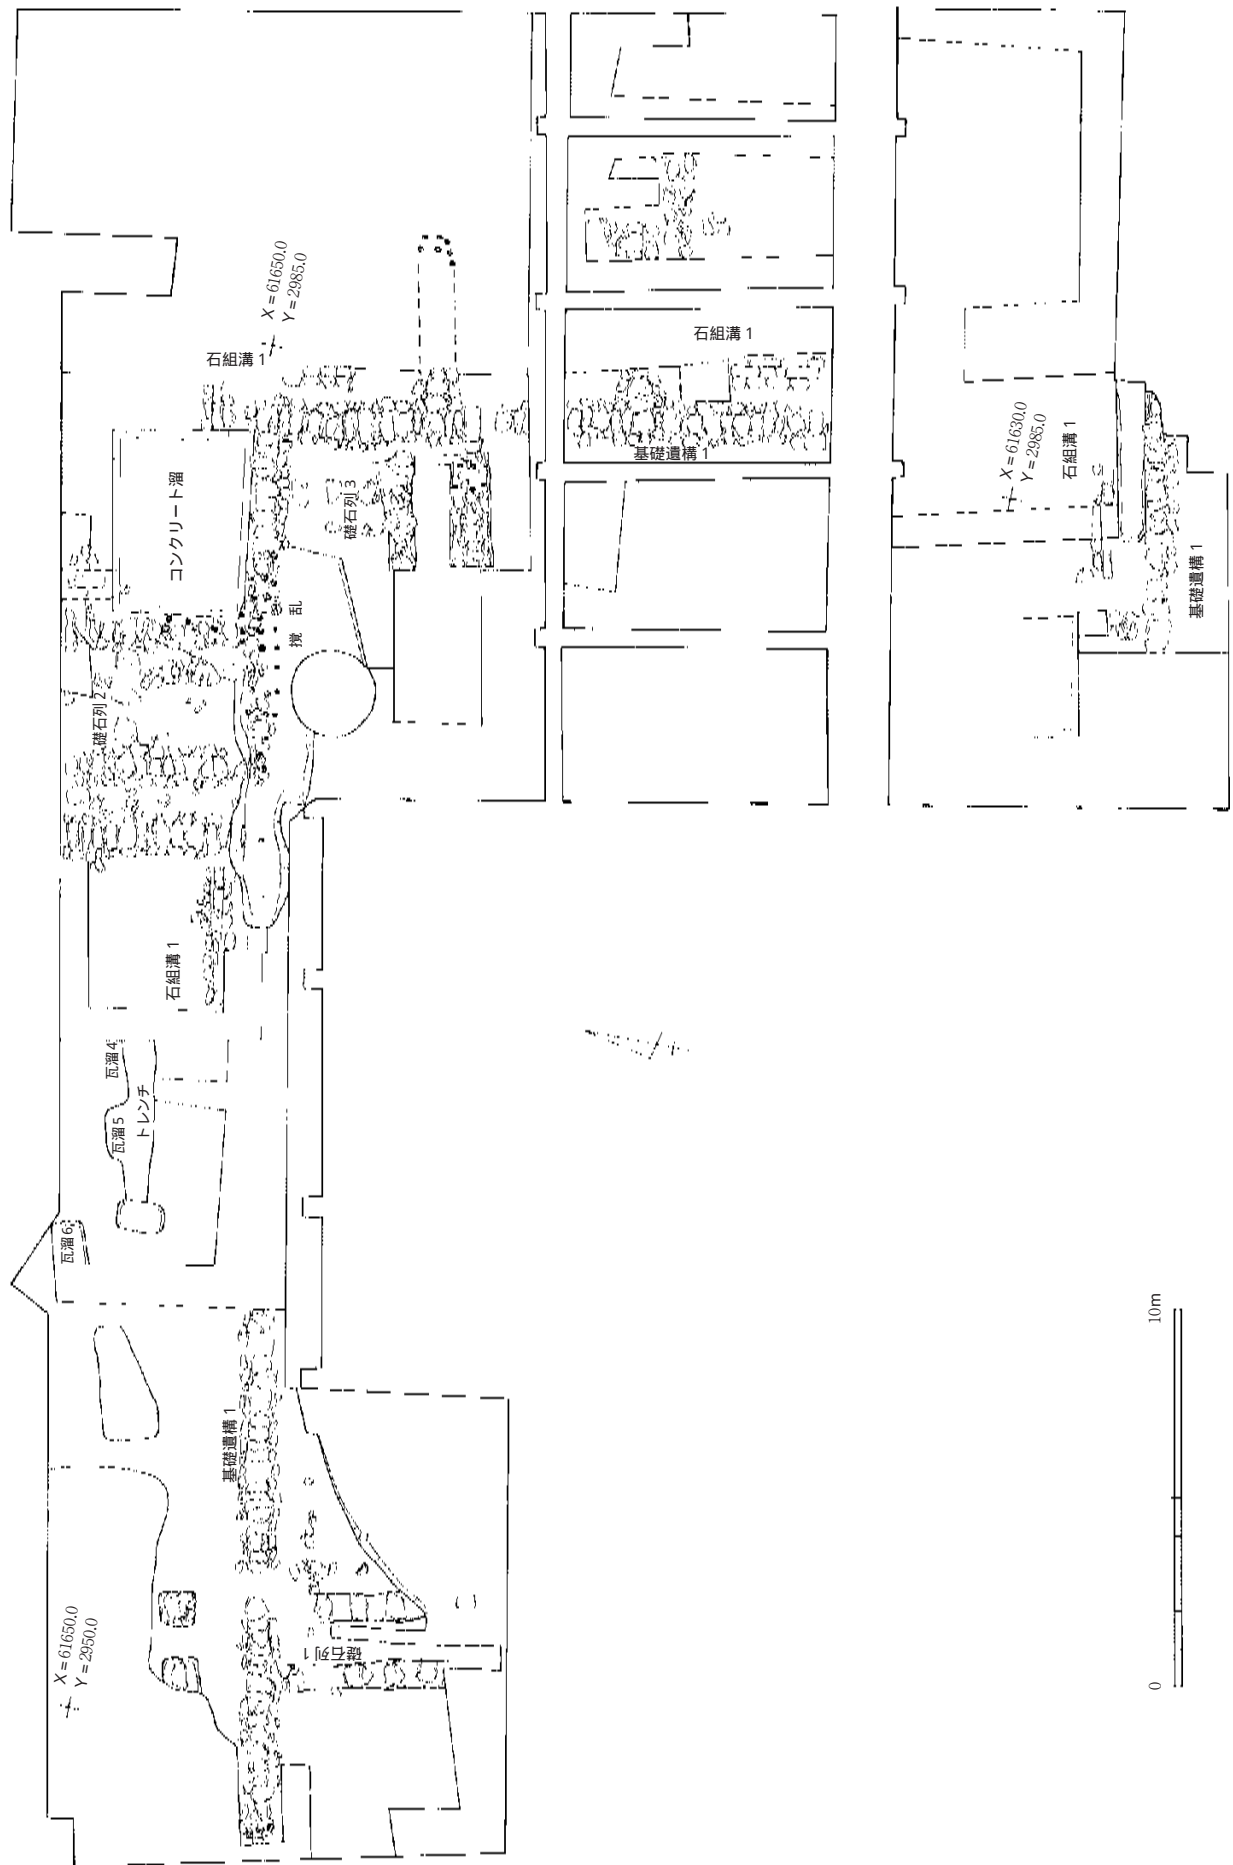 X = 61650.0
Y = 2985.0
石組溝 1
石組溝 1
コンクリート溜
礎石列 3
基礎遺構 1
X = 61630.0
Y = 2985.0
石組溝 1
基礎遺構 1
攪乱
礎石列 2
石組溝 1
瓦溜 4
瓦溜 5
トレンチ
瓦溜 6
基礎遺構 1
10m
0
X = 61650.0
Y = 2950.0
礎石列 1